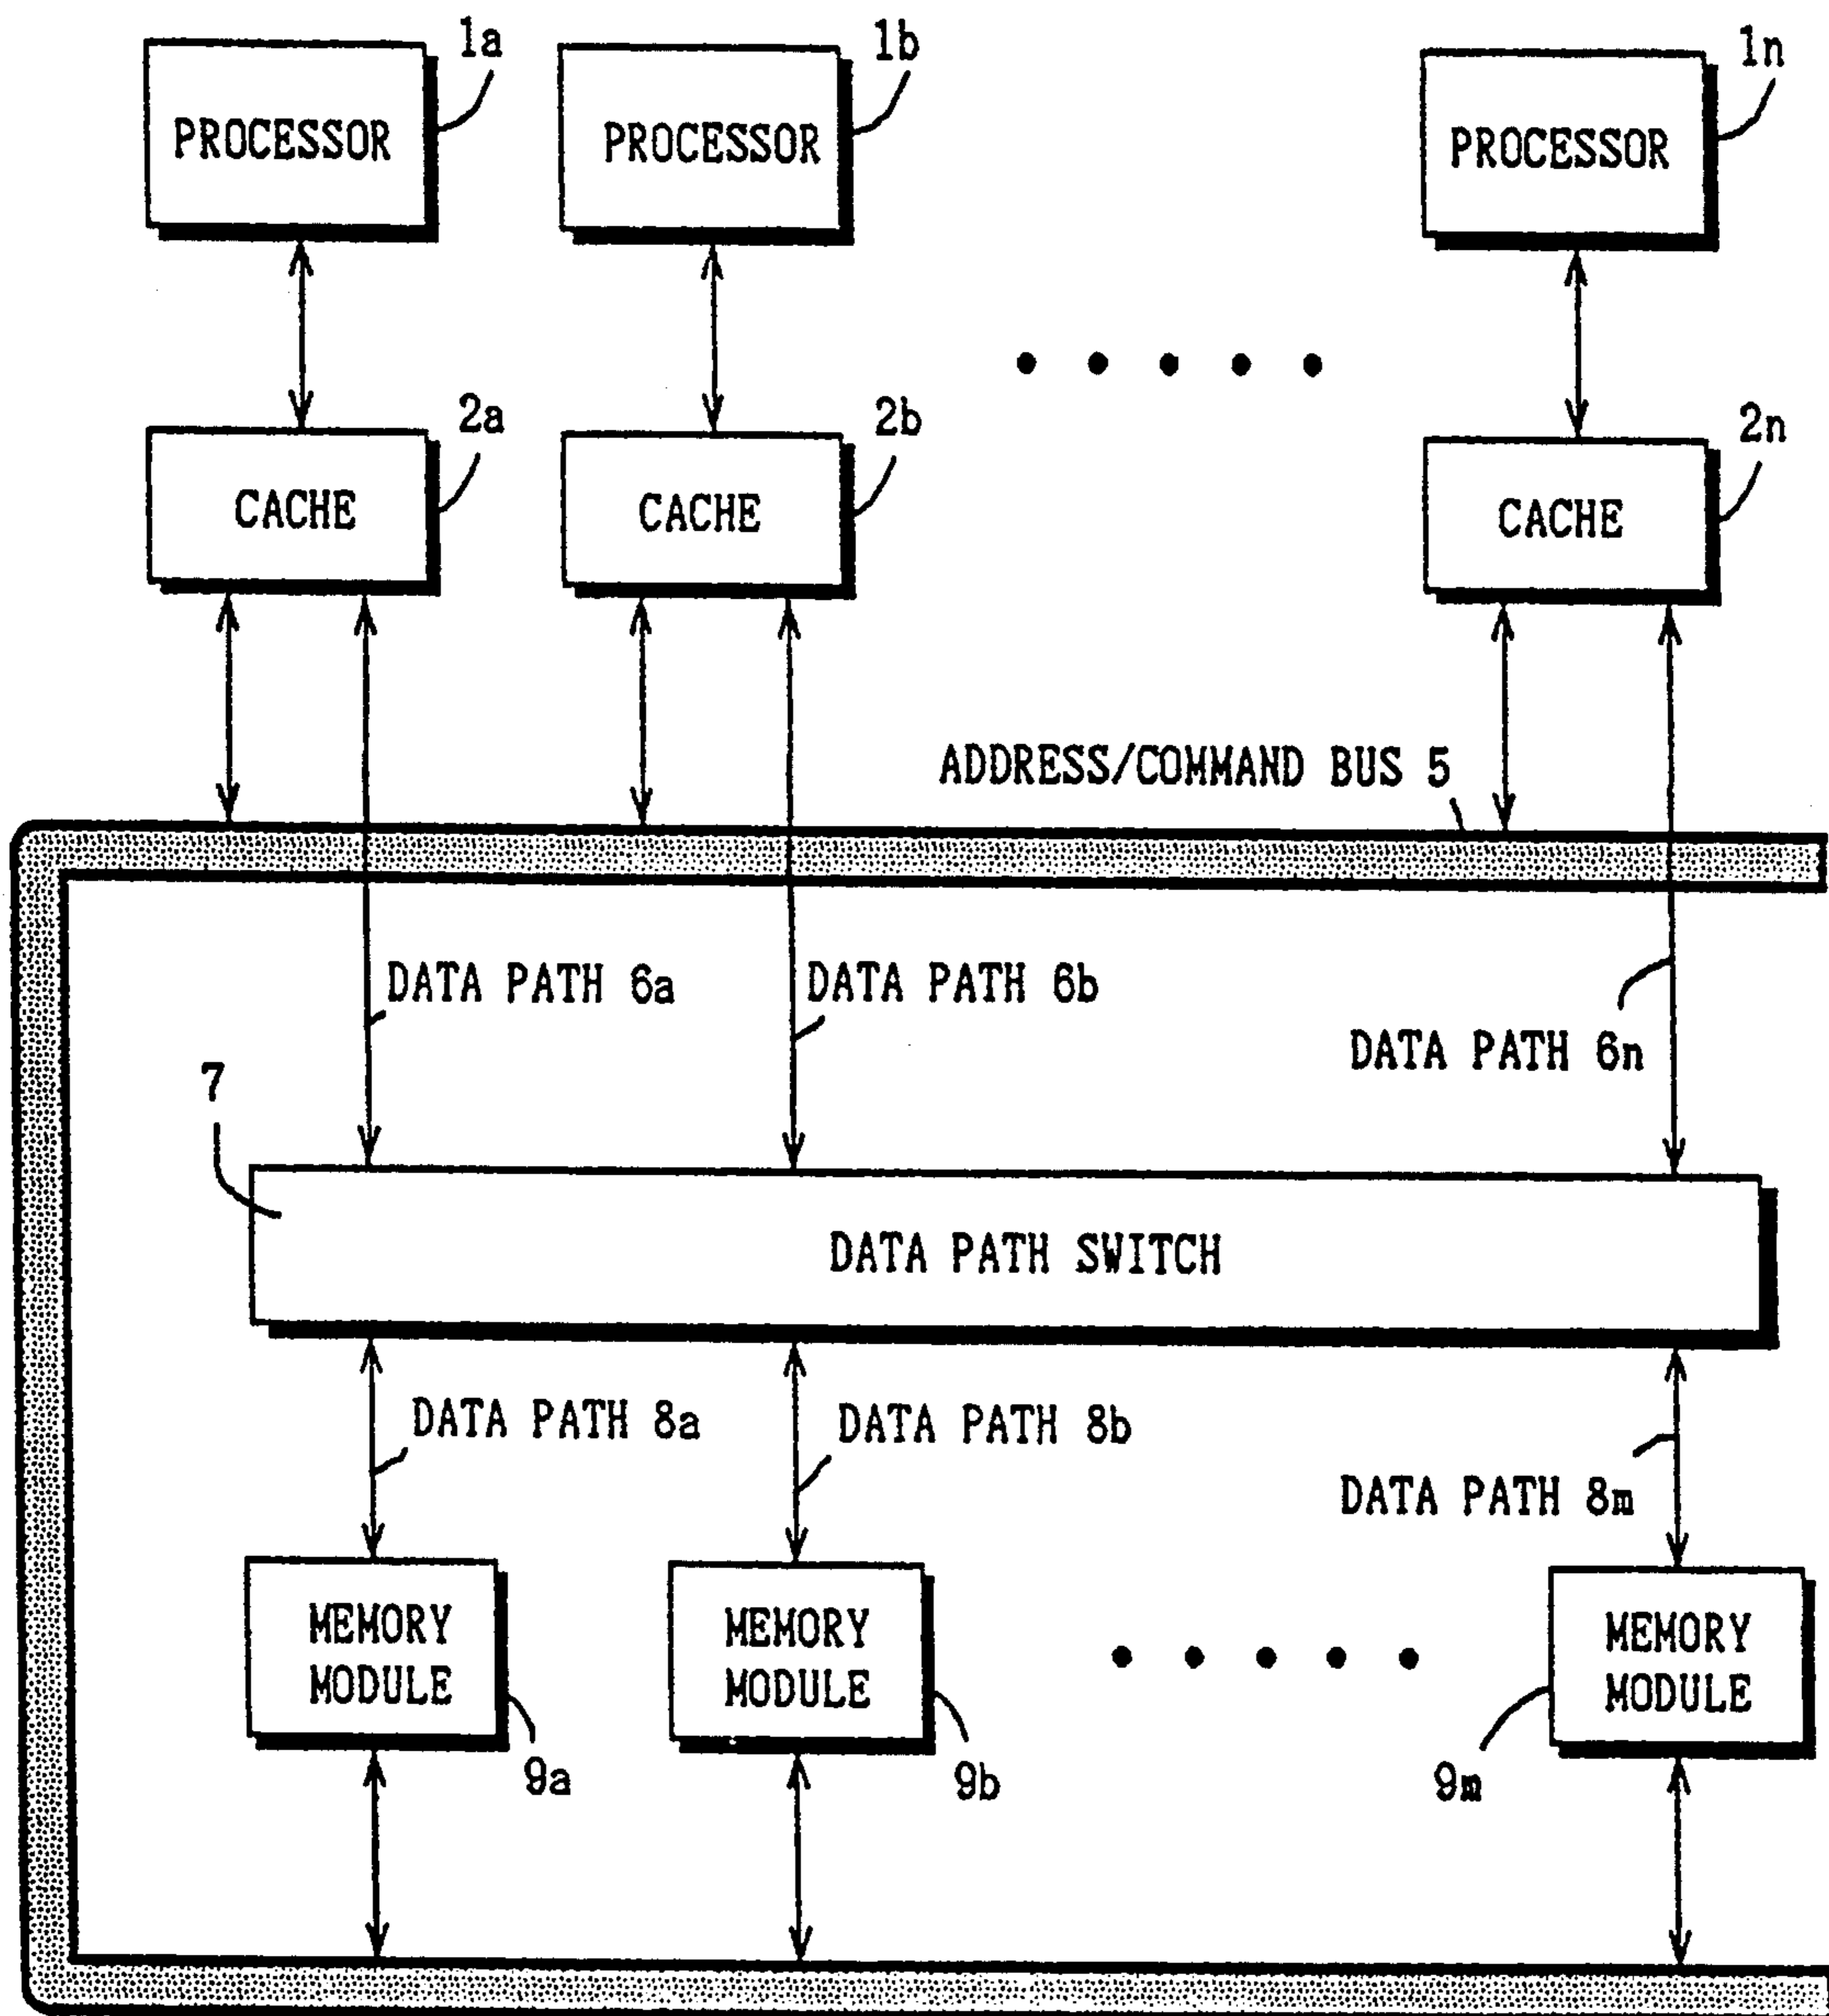 1a
1b
1n
PROCESSOR
PROCESSOR
PROCESSOR
2a
2b
2n
CACHE
CACHE
CACHE
ADDRESS/COMMAND BUS 5
DATA PATH 6a
DATA PATH 6b
DATA PATH 6n
7
DATA PATH SWITCH
DATA PATH 8a
DATA PATH 8b
DATA PATH 8m
MEMORY
MODULE
MEMORY
MODULE
MEMORY
MODULE
9a
9b
9m